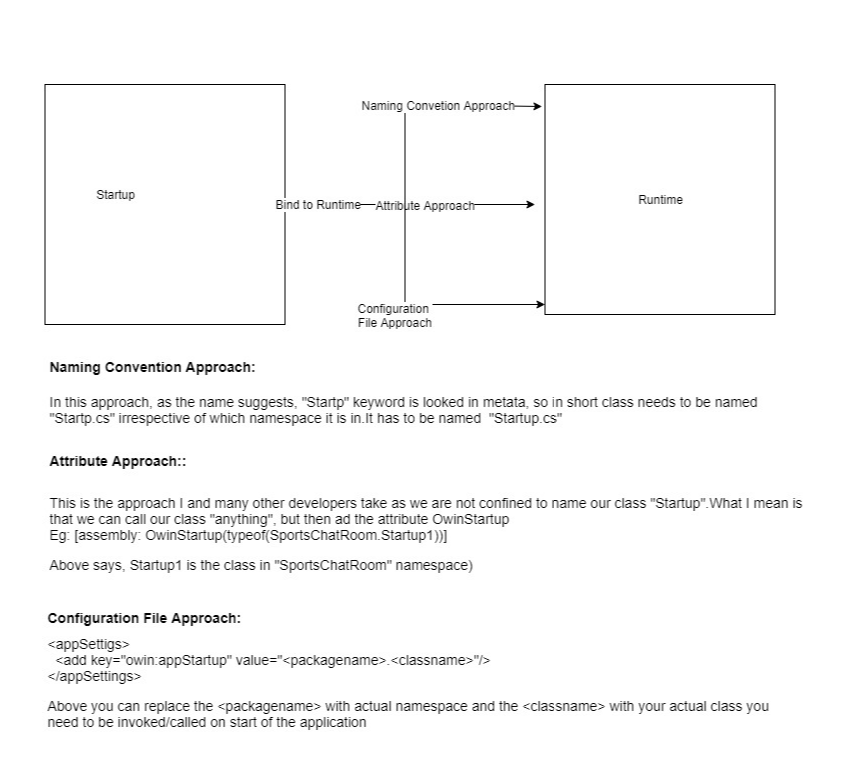 Naming Convetion Approach
Startup
Runtime
Bind to Runtime
Attribute Approach
Configuration
File Approach
Naming Convention Approach:
In this approach, as the name suggests, "Startp" keyword is looked in metata, so in short class needs to be named
"Startp.cs" irrespective of which namespace it is in.It has to be named  "Startup.cs"
Attribute Approach::
This is the approach I and many other developers take as we are not confined to name our class "Startup".What I mean is
that we can call our class "anything", but then ad the attribute OwinStartup
Eg: [assembly: OwinStartup(typeof(SportsChatRoom.Startup1))]
Above says, Startup1 is the class in "SportsChatRoom" namespace)
Configuration File Approach:
<appSettigs>
<add key="owin:appStartup" value="<packagename>.<classname>"/>
</appSettings>
Above you can replace the <packagename> with actual namespace and the <classname> with your actual class you
need to be invoked/called on start of the application